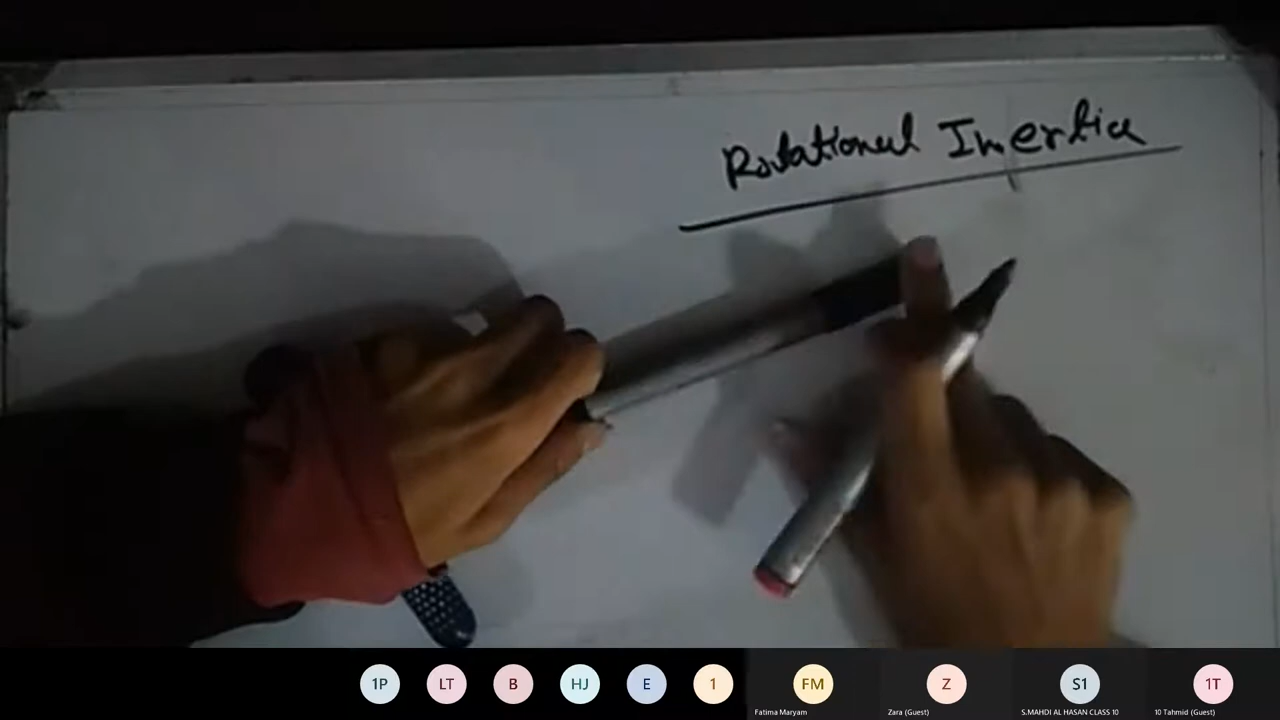 Rotational Inertia
1P
LT
B
HJ
E
1
FM
Z
S1
1T
Fatima Maryam
Zara (Guest)
S.MAHDI AL HASAN CLASS 10
10 Tahmid (Guest)